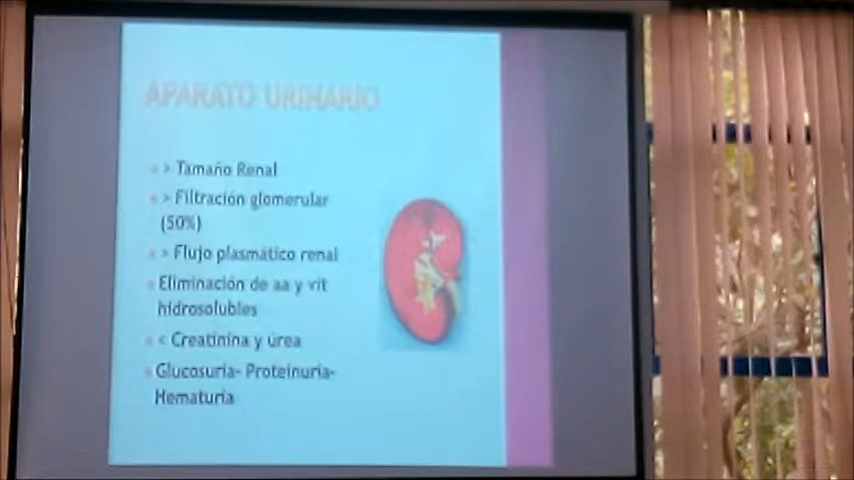 APARATO URINARIO
> Tamaño Renal
> Filtración glomerular
(50%)
> Flujo plasmático renal
Eliminación de aa y vit
hidrosolubles
< Creatinina y úrea
Glucosuria- Proteinuria-
Hematuria